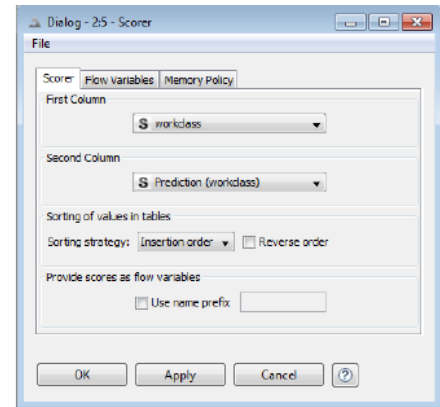 Dialog - 2:5 - Scorer
File
Scorer Flow Variables Memory Policy
First Column
S workclass
Second Column
S Prediction (workclass)
Sorting of values in tables
Sorting strategy: Insertion order Reverse order
Provide scores as flow variables
Use name prefix
OK Apply Cancel ?